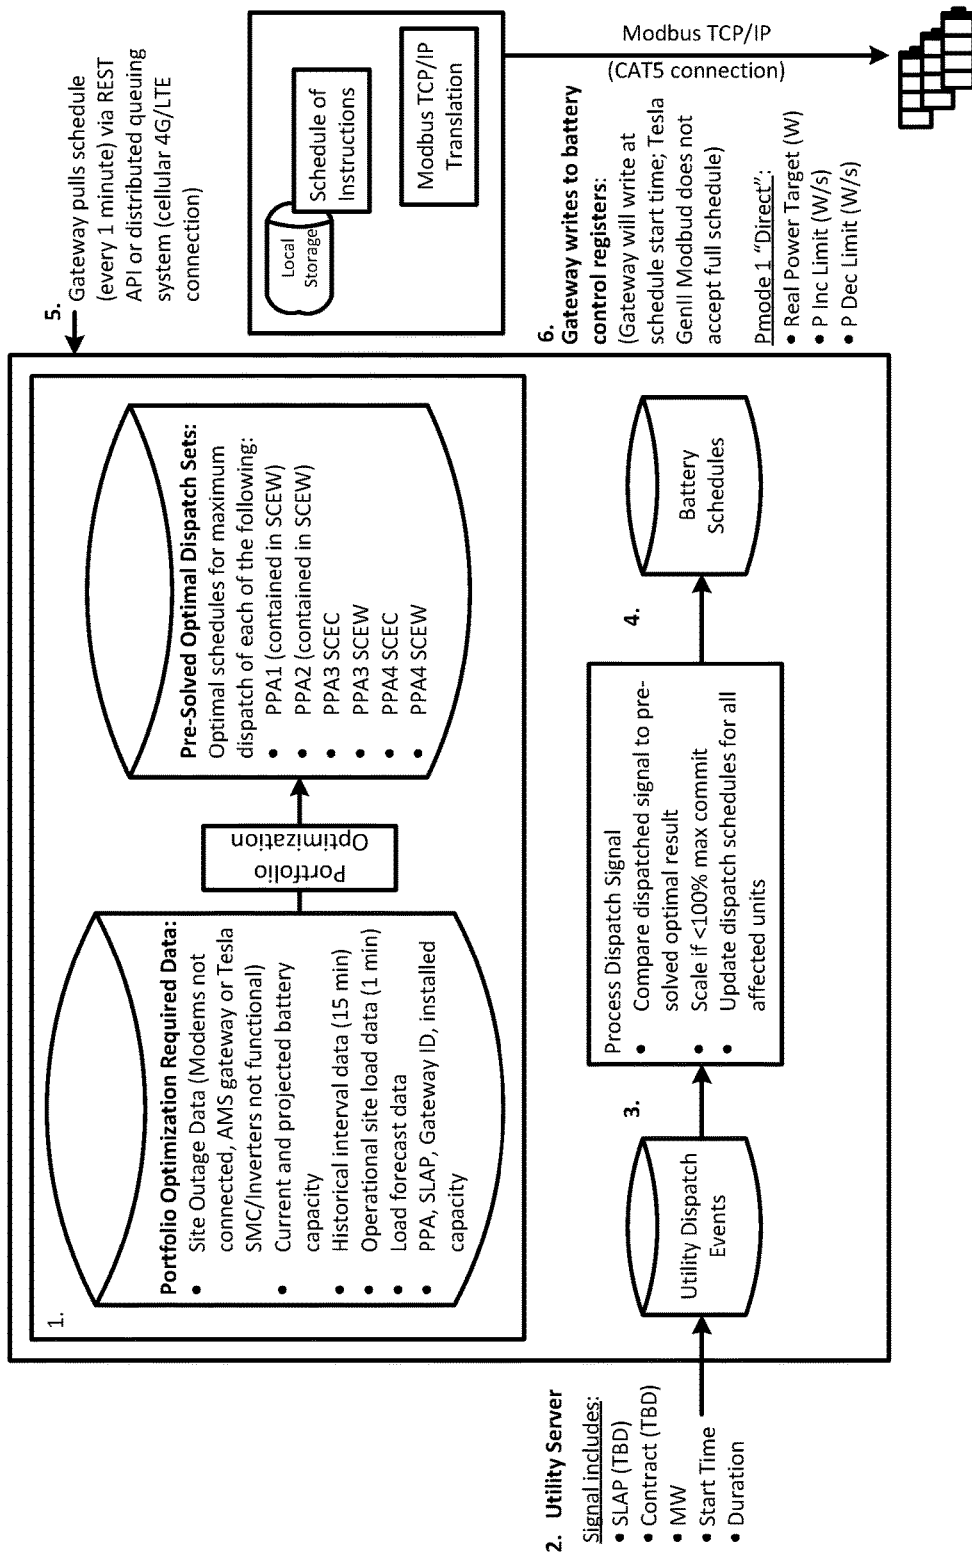 1.
Portfolio Optimization Required Data:
• Site Outage Data (Modems not
connected, AMS gateway or Tesla
SMC/Inverters not functional)
• Current and projected battery
capacity
• Historical interval data (15 min)
• Operational site load data (1 min)
• Load forecast data
• PPA, SLAP, Gateway ID, installed
capacity
Portfolio
Optimization
Pre-Solved Optimal Dispatch Sets:
Optimal schedules for maximum
dispatch of each of the following:
• PPA1 (contained in SCEW)
• PPA2 (contained in SCEW)
• PPA3 SCEC
• PPA3 SCEW
• PPA4 SCEC
• PPA4 SCEW
2. Utility Server
Signal includes:
• SLAP (TBD)
• Contract (TBD)
• MW
• Start Time
• Duration
Utility Dispatch
Events
3.
Process Dispatch Signal
• Compare dispatched signal to pre-
solved optimal result
• Scale if <100% max commit
• Update dispatch schedules for all
affected units
4.
Battery
Schedules
5.
Gateway pulls schedule
(every 1 minute) via REST
API or distributed queuing
system (cellular 4G/LTE
connection)
Local
Storage
Schedule of
Instructions
Modbus TCP/IP
Translation
6.
Gateway writes to battery
control registers:
(Gateway will write at
schedule start time; Tesla
GenII Modbud does not
accept full schedule)
Pmode 1 “Direct”:
• Real Power Target (W)
• P Inc Limit (W/s)
• P Dec Limit (W/s)
Modbus TCP/IP
(CAT5 connection)